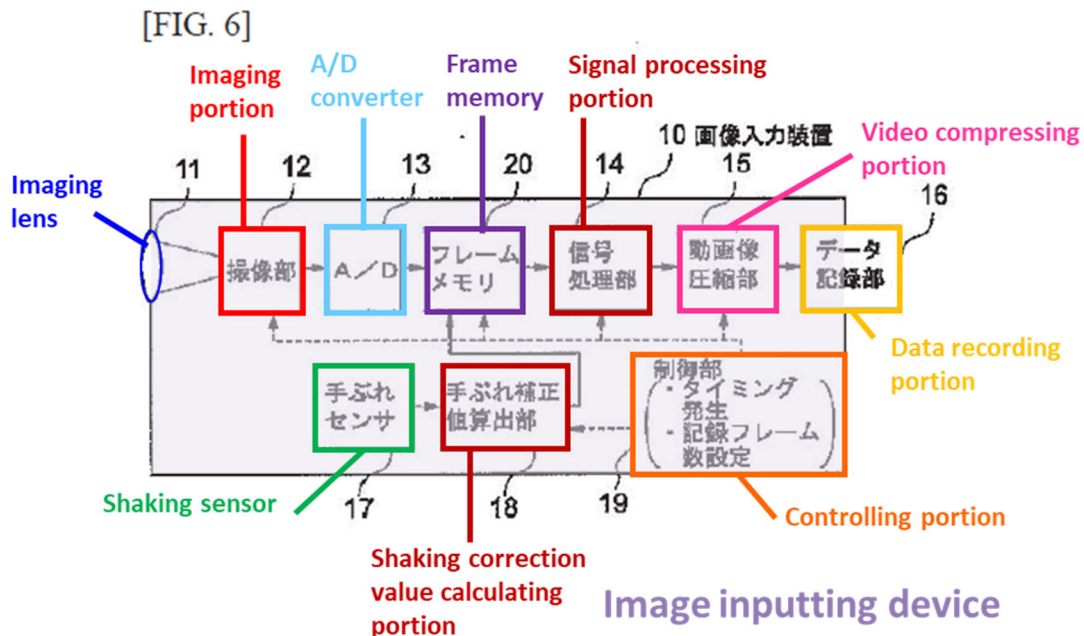 [FIG. 6]
Imaging
portion
A/D
converter
Frame
memory
Signal processing
portion
Video compressing
portion
10 画像入力装置
Imaging
lens
11
12
13
20
14
15
16
撮像部
A/D
フレーム
メモリ
信号
処理部
動画像
圧縮部
データ
記録部
Data recording
portion
手ぶれ
センサ
手ぶれ補正
値算出部
制御部
・タイミング
発生
・記録フレーム
数設定
Shaking sensor
17
18
19
Controlling portion
Shaking correction
value calculating
portion
Image inputting device